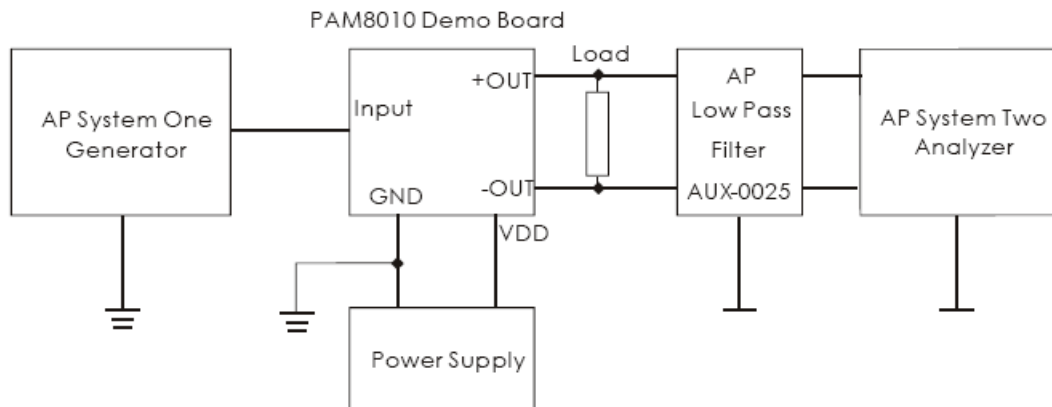 PAM8010 Demo Board
AP System One
Generator
Input
+OUT
-OUT
GND
VDD
Load
AP
Low Pass
Filter
AUX-0025
AP System Two
Analyzer
Power Supply